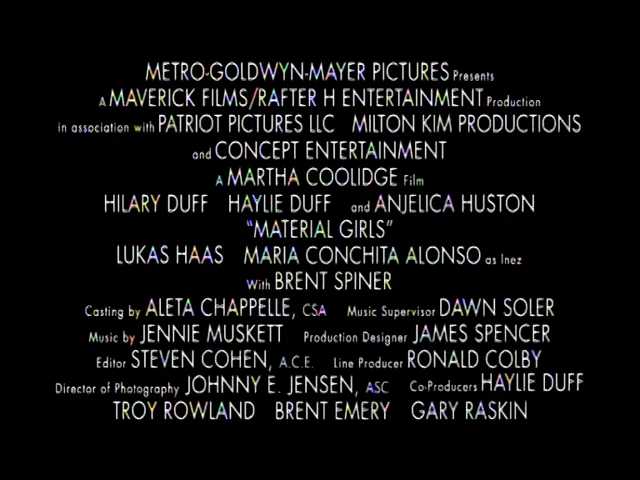 METRO-GOLDWYN-MAYER PICTURES Presents
A MAVERICK FILMS/RAFTER H ENTERTAINMENT Production
in association with PATRIOT PICTURES LLC MILTON KIM PRODUCTIONS
and CONCEPT ENTERTAINMENT
A MARTHA COOLIDGE Film
HILARY DUFF HAYLIE DUFF and ANJELICA HUSTON
“MATERIAL GIRLS”
LUKAS HAAS MARIA CONCHITA ALONSO as Inez
With BRENT SPINER
Casting by ALETA CHAPPELLE, CSA Music Supervisor DAWN SOLER
Music by JENNIE MUSKETT Production Designer JAMES SPENCER
Editor STEVEN COHEN, A.C.E. Line Producer RONALD COLBY
Director of Photography JOHNNY E. JENSEN, ASC Co-Producers HAYLIE DUFF
TROY ROWLAND BRENT EMERY GARY RASKIN